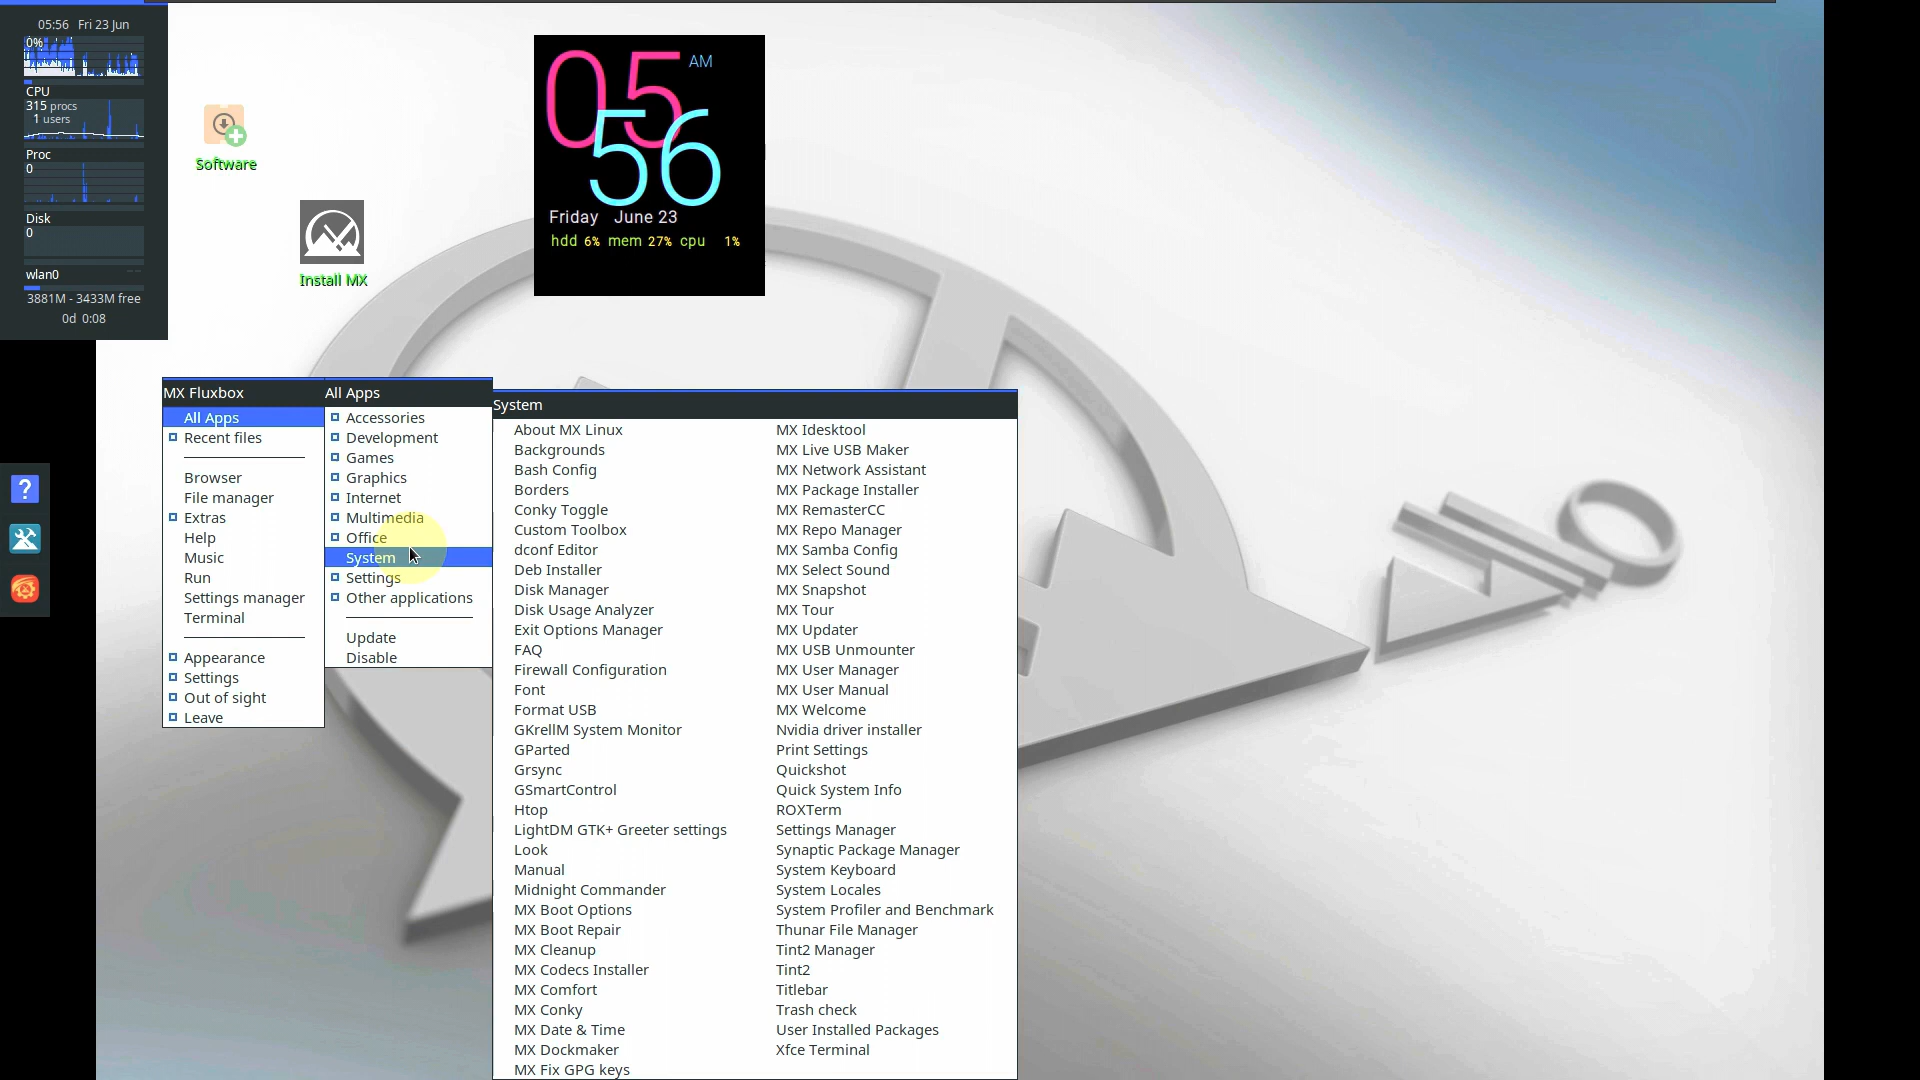 05:56 Fri 23 Jun
0%
CPU
315 procs
1 users
Proc
0
Disk
0
wlan0
3881M - 3433M free
0d 0:08
Software
Install MX
05
AM
56
Friday June 23
hdd 6% mem 27% cpu 1%
MX Fluxbox
All Apps
Recent files
Browser
File manager
Extras
Help
Music
Run
Settings manager
Terminal
Appearance
Settings
Out of sight
Leave
All Apps
Accessories
Development
Games
Graphics
Internet
Multimedia
Office
System
Settings
Other applications
Update
Disable
System
About MX Linux
Backgrounds
Bash Config
Borders
Conky Toggle
Custom Toolbox
dconf Editor
Deb Installer
Disk Manager
Disk Usage Analyzer
Exit Options Manager
FAQ
Firewall Configuration
Font
Format USB
GKrellM System Monitor
GParted
Grsync
GSmartControl
Htop
LightDM GTK+ Greeter settings
Look
Manual
Midnight Commander
MX Boot Options
MX Boot Repair
MX Cleanup
MX Codecs Installer
MX Comfort
MX Conky
MX Date & Time
MX Dockmaker
MX Fix GPG keys
MX Idesktool
MX Live USB Maker
MX Network Assistant
MX Package Installer
MX RemasterCC
MX Repo Manager
MX Samba Config
MX Select Sound
MX Snapshot
MX Tour
MX Updater
MX USB Unmounter
MX User Manager
MX User Manual
MX Welcome
Nvidia driver installer
Print Settings
Quickshot
Quick System Info
ROXTerm
Settings Manager
Synaptic Package Manager
System Keyboard
System Locales
System Profiler and Benchmark
Thunar File Manager
Tint2 Manager
Tint2
Titlebar
Trash check
User Installed Packages
Xfce Terminal